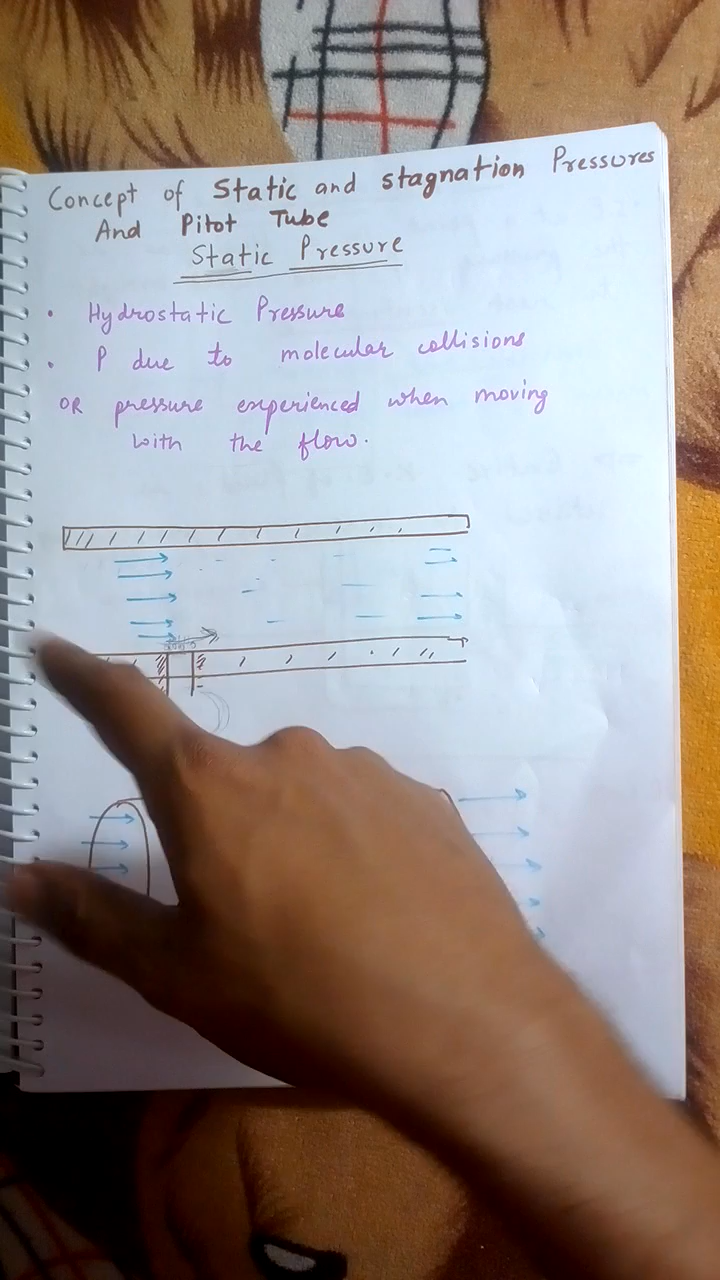 Concept of Static and stagnation Pressures
And Pitot Tube
Static Pressure
• Hydrostatic Pressure
• P due to molecular collisions
OR pressure experienced when moving
with the flow.